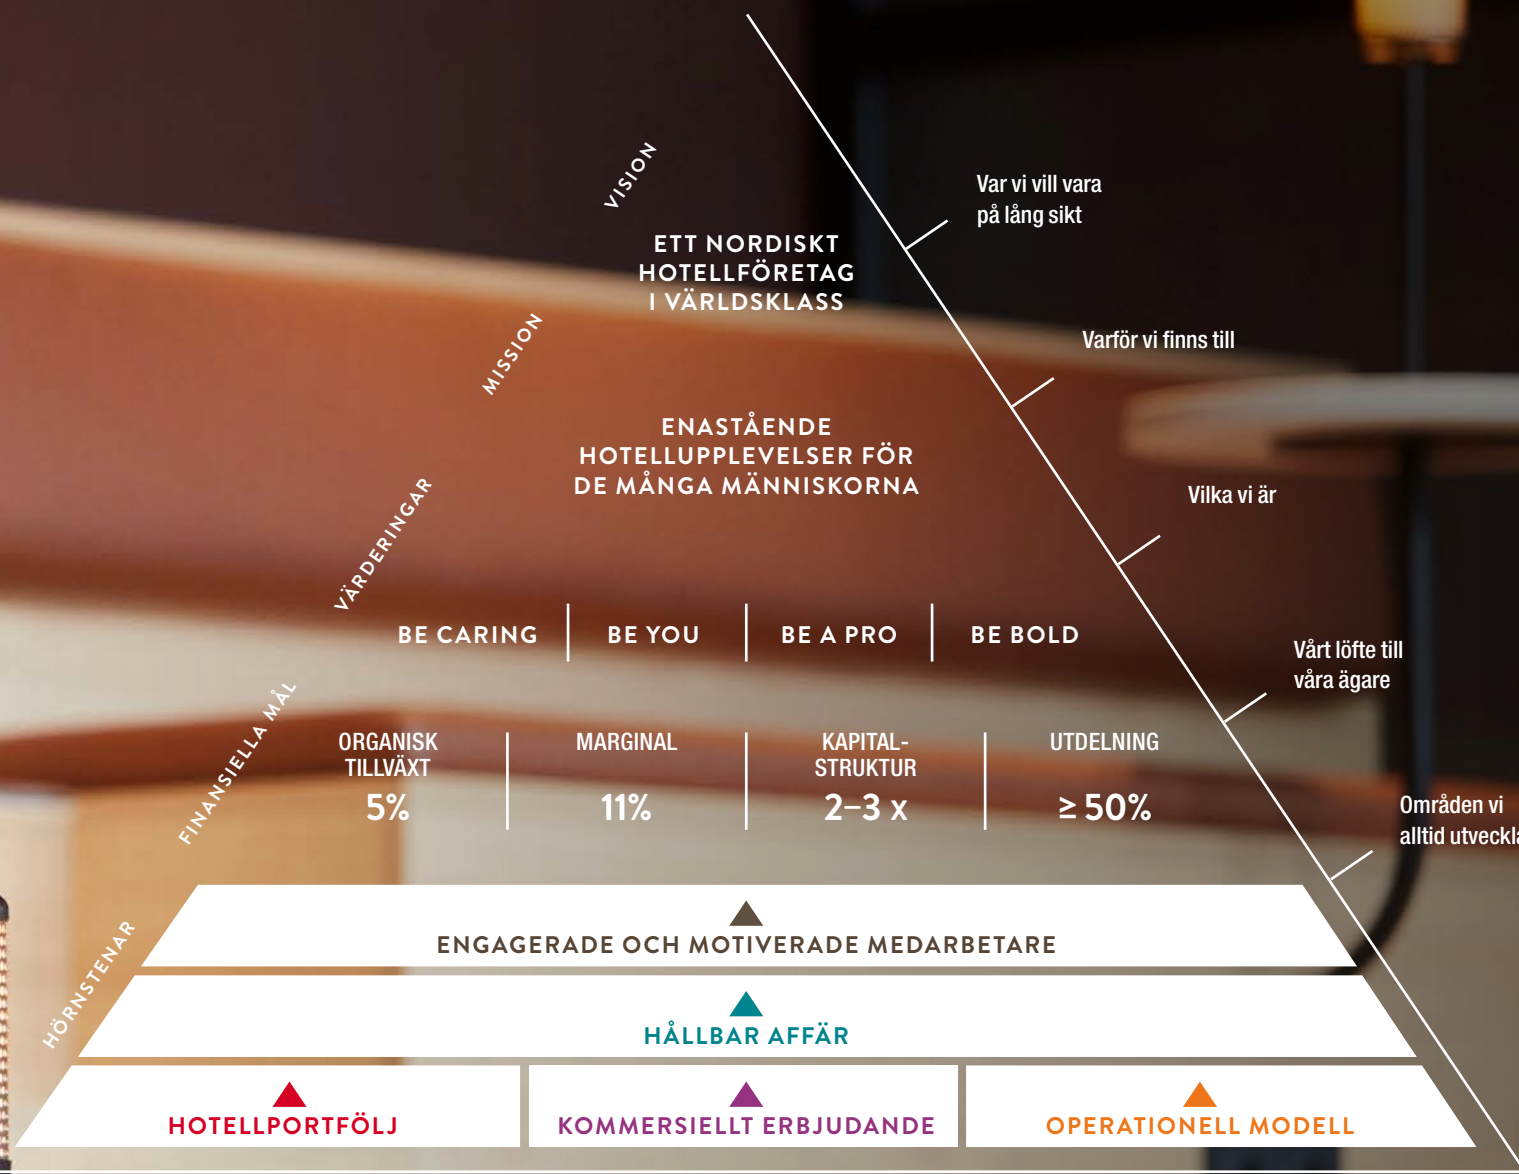 VISION
Var vi vill vara
på lång sikt
ETT NORDISKT
HOTELLFÖRETAG
I VÄRLDSKLASS
MISSION
Varför vi finns till
ENASTÅENDE
HOTELLUPPLEVELSER FÖR
DE MÅNGA MÄNNISKORNA
VÄRDERINGAR
Vilka vi är
BE CARING
BE YOU
BE A PRO
BE BOLD
Vårt löfte till
våra ägare
FINANSIELLA MÅL
ORGANISK
TILLVÄXT
5%
MARGINAL
11%
KAPITAL-
STRUKTUR
2–3 x
UTDELNING
≥ 50%
Områden vi
alltid utveckla
HÖRNSTENAR
ENGAGERADE OCH MOTIVERADE MEDARBETARE
HÅLLBAR AFFÄR
HOTELLPORTFÖLJ
KOMMERSIELLT ERBJUDANDE
OPERATIONELL MODELL